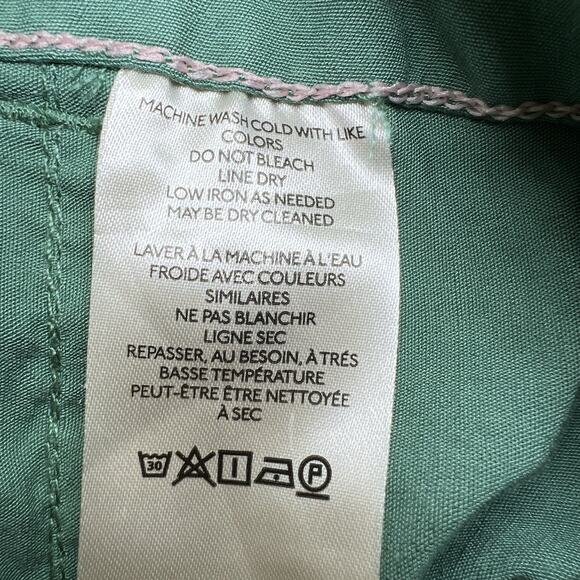 MACHINE WASH COLD WITH LIKE
COLORS
DO NOT BLEACH
LINE DRY
LOW IRON AS NEEDED
MAY BE DRY CLEANED
LAVER À LA MACHINE À L'EAU
FROIDE AVEC COULEURS
SIMILAIRES
NE PAS BLANCHIR
LIGNE SEC
REPASSER, AU BESOIN, À TRÉS
BASSE TEMPÉRATURE
PEUT-ÊTRE ÊTRE NETTOYÉE
À SEC
30 P